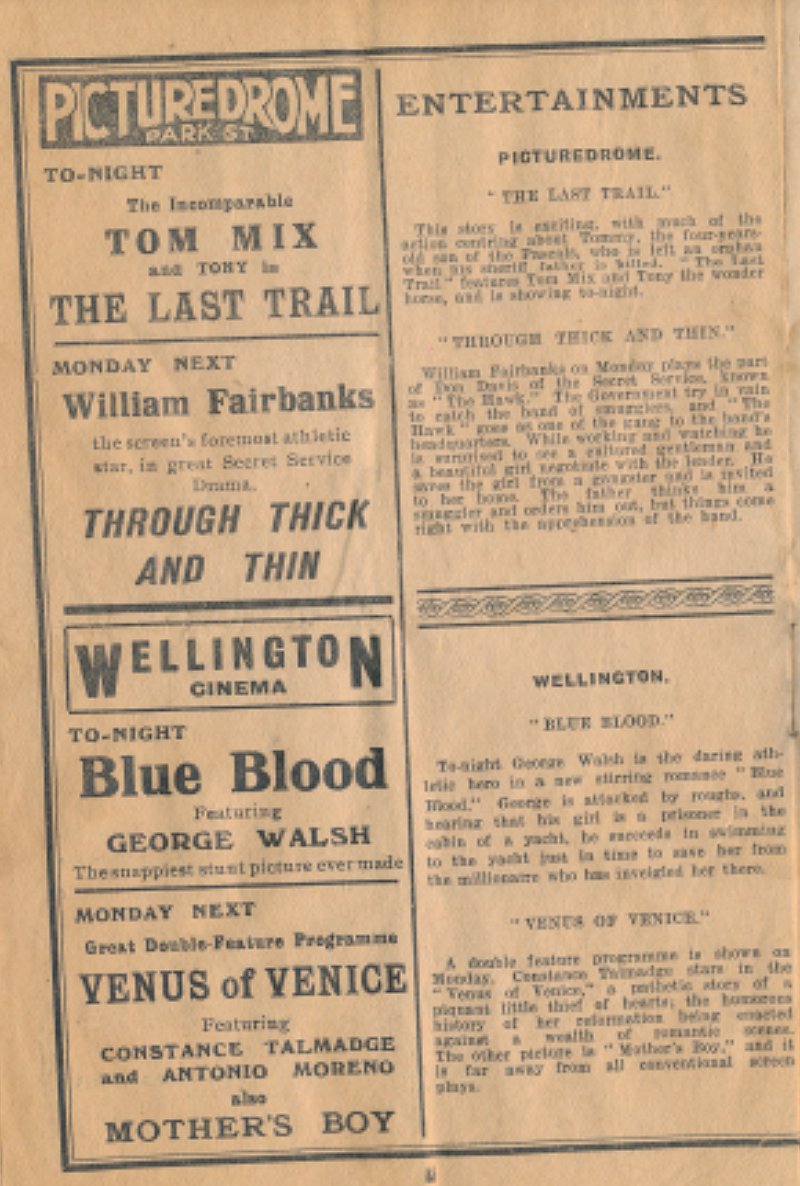 PICTUREDROME
PARK ST.
TO-NIGHT
The Incomparable
TOM MIX
and TONY in
THE LAST TRAIL
MONDAY NEXT
William Fairbanks
the screen's foremost athletic
star, in great Secret Service
Drama.
THROUGH THICK
AND THIN
WELLINGTON
CINEMA
TO-NIGHT
Blue Blood
Featuring
GEORGE WALSH
The snappiest stunt picture ever made
MONDAY NEXT
Great Double-Feature Programme
VENUS of VENICE
Featuring
CONSTANCE TALMADGE
and ANTONIO MORENO
also
MOTHER'S BOY
ENTERTAINMENTS
PICTUREDROME.
"THE LAST TRAIL."
This story is exciting, with much of the
action centring about Tommy, the four-years-
old son of the Pascals, who is left an orphan
when his sheriff father is killed. "The Last
Trail" features Tom Mix and Tony the wonder
horse, and is showing to-night.
"THROUGH THICK AND THIN."
William Fairbanks on Monday plays the part
of Don Davis of the Secret Service, known
as "The Hawk." The Government try in vain
to catch the band of smugglers, and "The
Hawk" goes as one of the gang to the band's
headquarters. While working and watching he
is surprised to see a cultured gentleman and
a beautiful girl negotiate with the leader. He
saves the girl from a gangster and is invited
to her home. The father thinks him a
smuggler and orders him out, but things come
right with the apprehension of the band.
WELLINGTON.
"BLUE BLOOD."
To-night George Walsh is the daring ath-
letic hero in a new stirring romance "Blue
Blood." George is attacked by roughs, and
hearing that his girl is a prisoner in the
cabin of a yacht, he succeeds in swimming
to the yacht just in time to save her from
the millionaire who has inveigled her there.
"VENUS OF VENICE."
A double feature programme is shown on
Monday. Constance Talmadge stars in the
"Venus of Venice," a pathetic story of a
piquant little thief of hearts; the humorous
history of her reformation being enacted
against a wealth of romantic scenes.
The other picture is "Mother's Boy," and it
is far away from all conventional screen
plays.